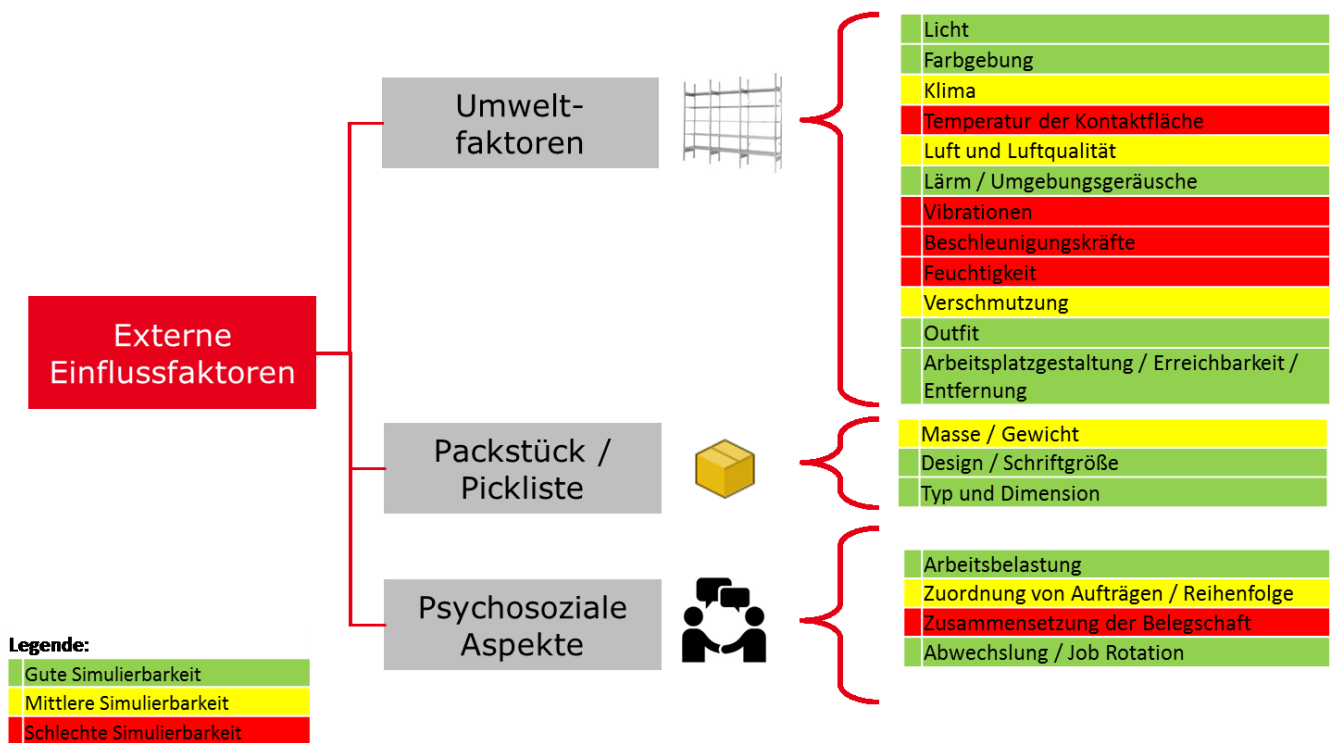 Externe
Einflussfaktoren
Umwelt-
faktoren
Licht
Farbgebung
Klima
Temperatur der Kontaktfläche
Luft und Luftqualität
Lärm / Umgebungsgeräusche
Vibrationen
Beschleunigungskräfte
Feuchtigkeit
Verschmutzung
Outfit
Arbeitsplatzgestaltung / Erreichbarkeit /
Entfernung
Packstück /
Pickliste
Masse / Gewicht
Design / Schriftgröße
Typ und Dimension
Psychosoziale
Aspekte
Arbeitsbelastung
Zuordnung von Aufträgen / Reihenfolge
Zusammensetzung der Belegschaft
Abwechslung / Job Rotation
Legende:
Gute Simulierbarkeit
Mittlere Simulierbarkeit
Schlechte Simulierbarkeit